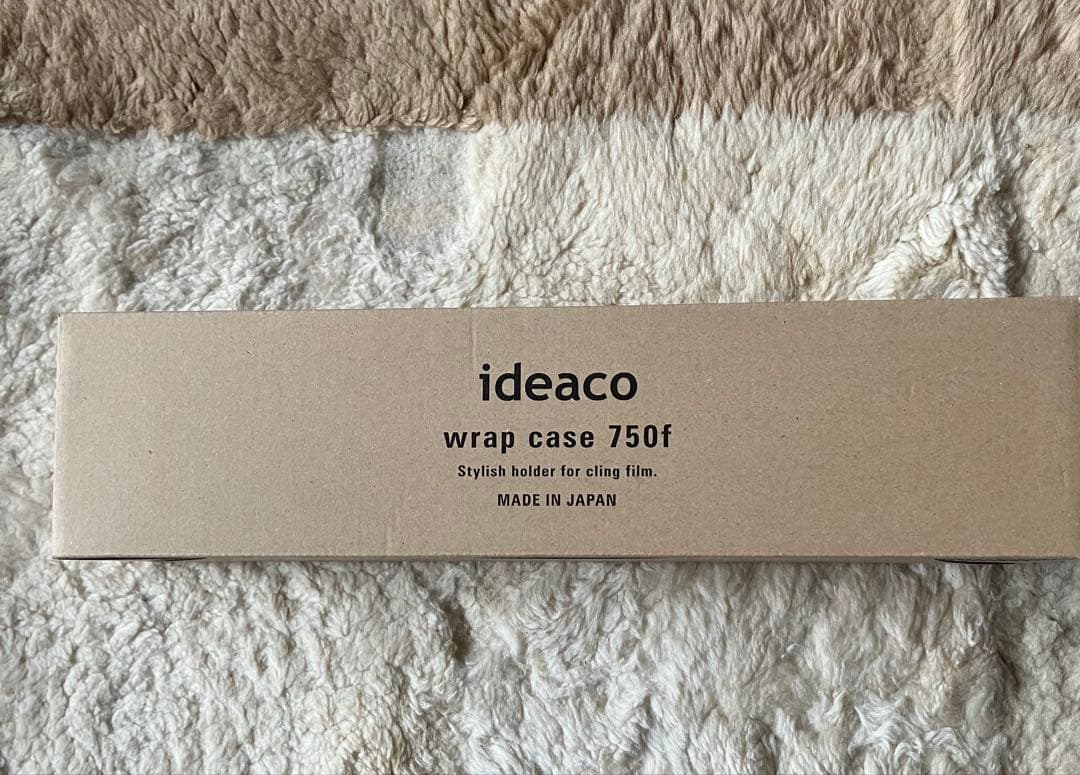 ideaco
wrap case 750f
Stylish holder for cling film.
MADE IN JAPAN